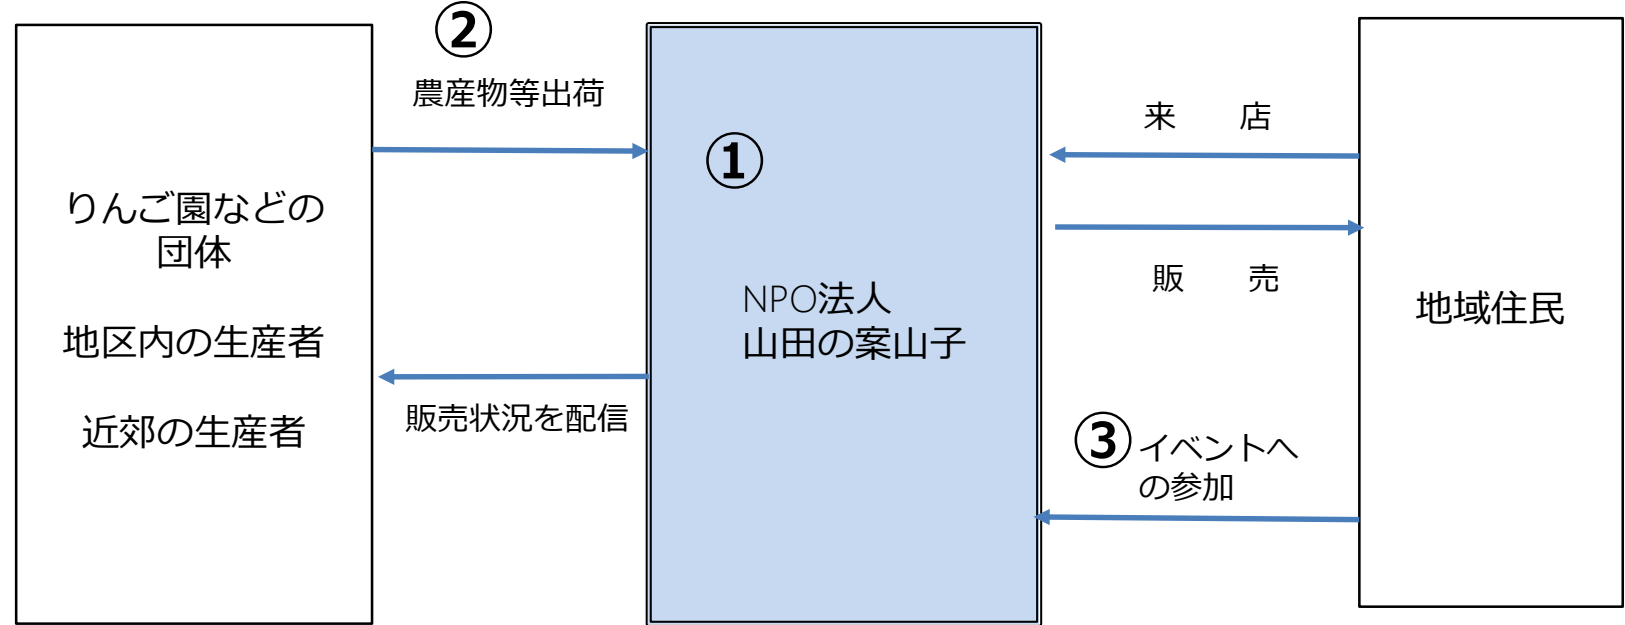 りんご園などの
団体
地区内の生産者
近郊の生産者
②
農産物等出荷
販売状況を配信
①
NPO法人
山田の案山子
来　　店
販　　売
③
イベントへ
の参加
地域住民